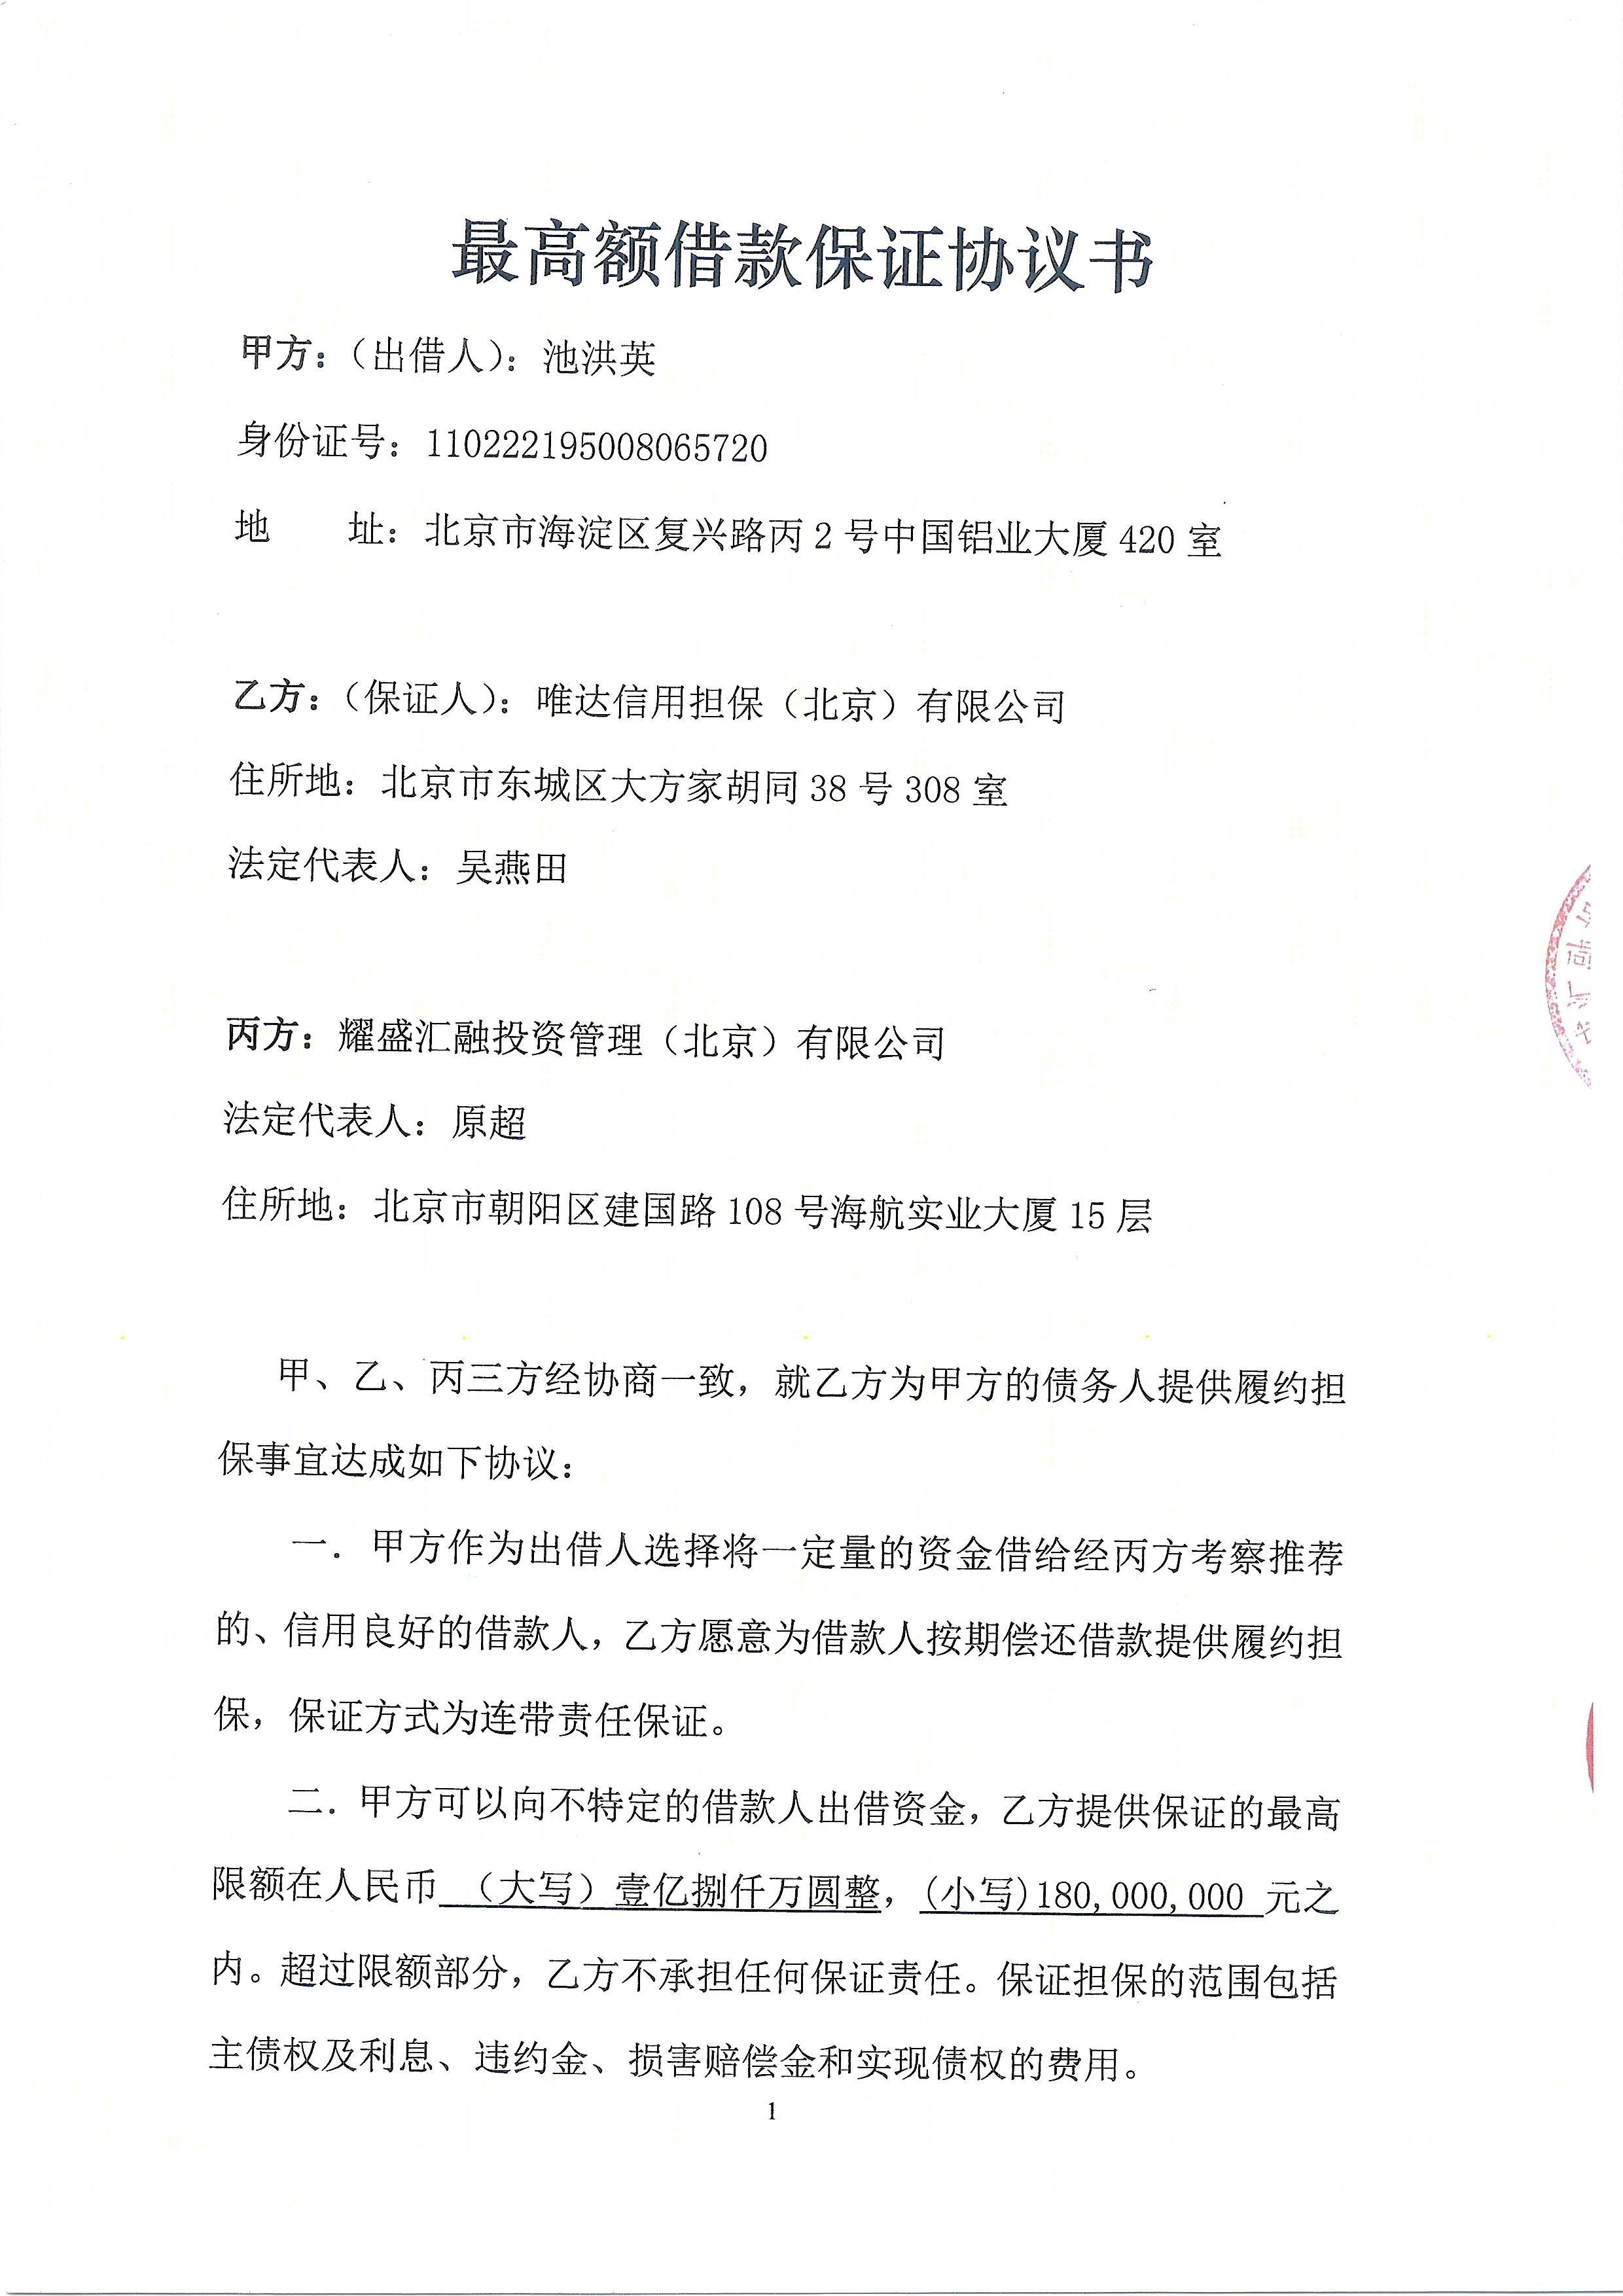 最高额借款保证协议书
甲方：（出借人）：池洪英
身份证号：110222195008065720
地　　址：北京市海淀区复兴路丙2号中国铝业大厦420室
乙方：（保证人）：唯达信用担保（北京）有限公司
住所地：北京市东城区大方家胡同38号308室
法定代表人：吴燕田
丙方：耀盛汇融投资管理（北京）有限公司
法定代表人：原超
住所地：北京市朝阳区建国路108号海航实业大厦15层
甲、乙、丙三方经协商一致，就乙方为甲方的债务人提供履约担
保事宜达成如下协议：
一．甲方作为出借人选择将一定量的资金借给经丙方考察推荐
的、信用良好的借款人，乙方愿意为借款人按期偿还借款提供履约担
保，保证方式为连带责任保证。
二．甲方可以向不特定的借款人出借资金，乙方提供保证的最高
限额在人民币（大写）壹亿捌仟万圆整，(小写)180,000,000元之
内。超过限额部分，乙方不承担任何保证责任。保证担保的范围包括
主债权及利息、违约金、损害赔偿金和实现债权的费用。
1